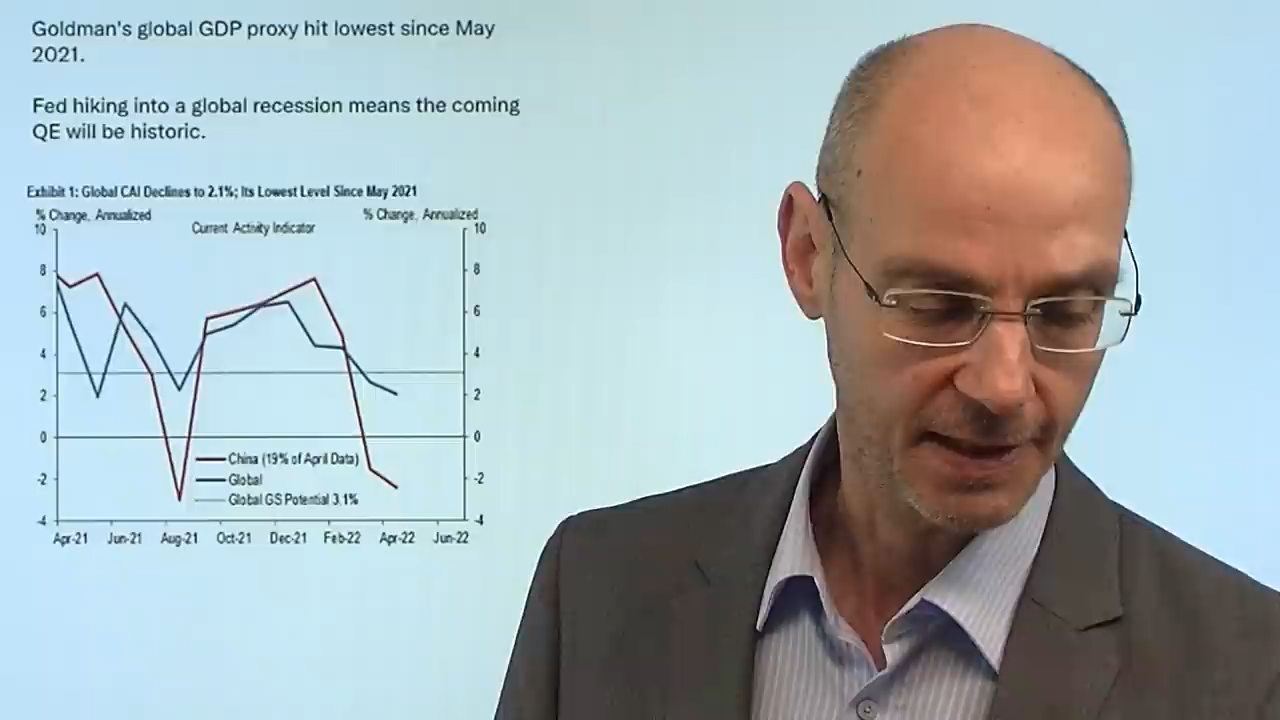 Goldman's global GDP proxy hit lowest since May
2021.
Fed hiking into a global recession means the coming
QE will be historic.
Exhibit 1: Global CAI Declines to 2.1%; Its Lowest Level Since May 2021
% Change, Annualized % Change, Annualized
10 Current Activity Indicator 10
8 8
6 6
4 4
2 2
0 0
China (19% of April Data)
-2 Global -2
Global GS Potential 3.1%
-4 -4
Apr-21 Jun-21 Aug-21 Oct-21 Dec-21 Feb-22 Apr-22 Jun-22